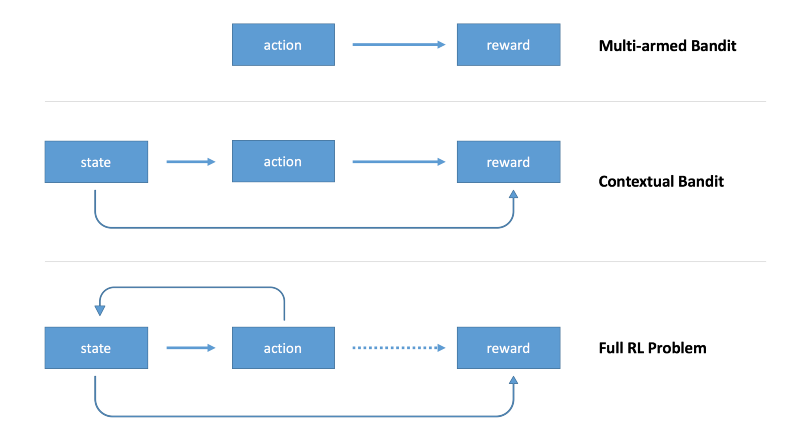 action
reward
Multi-armed Bandit
state
action
reward
Contextual Bandit
state
action
reward
Full RL Problem